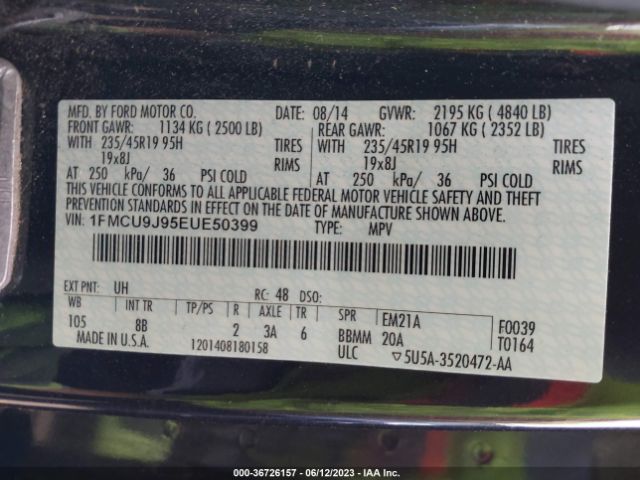 MFD. BY FORD MOTOR CO. DATE: 08/14 GVWR: 2195 KG ( 4840 LB)
FRONT GAWR: 1134 KG ( 2500 LB) REAR GAWR: 1067 KG ( 2352 LB)
WITH 235/45R19 95H TIRES WITH 235/45R19 95H TIRES
19x8J RIMS 19x8J RIMS
AT 250 kPa/ 36 PSI COLD AT 250 kPa/ 36 PSI COLD
THIS VEHICLE CONFORMS TO ALL APPLICABLE FEDERAL MOTOR VEHICLE SAFETY AND THEFT
PREVENTION STANDARDS IN EFFECT ON THE DATE OF MANUFACTURE SHOWN ABOVE.
VIN: 1FMCU9J95EUE50399 TYPE: MPV
EXT PNT: UH RC: 48 DSO:
WB INT TR TP/PS R AXLE TR SPR EM21A F0039
105 8B 2 3A 6 BBMM 20A T0164
MADE IN U.S.A. 1201408180158 ULC ▽5U5A-3520472-AA
000-36726157 - 06/12/2023 - IAAI.com